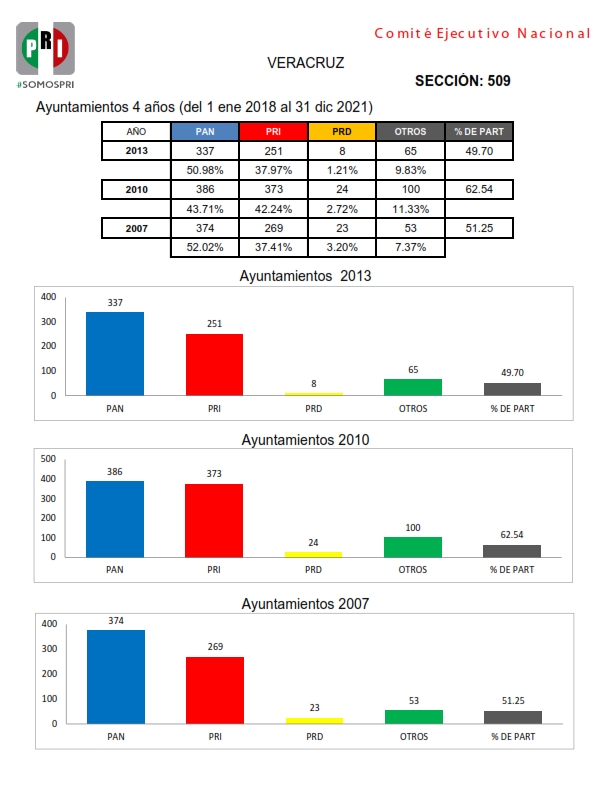 Comité Ejecutivo Nacional
PRI
#SOMOSPRI
VERACRUZ
SECCIÓN: 509
Ayuntamientos 4 años (del 1 ene 2018 al 31 dic 2021)
AÑO PAN PRI PRD OTROS % DE PART
2013 337 251 8 65 49.70
50.98% 37.97% 1.21% 9.83%
2010 386 373 24 100 62.54
43.71% 42.24% 2.72% 11.33%
2007 374 269 23 53 51.25
52.02% 37.41% 3.20% 7.37%
Ayuntamientos 2013
400
300
200
100
0
337 251 8 65 49.70
PAN PRI PRD OTROS % DE PART
Ayuntamientos 2010
500
400
300
200
100
0
386 373 24 100 62.54
PAN PRI PRD OTROS % DE PART
Ayuntamientos 2007
400
300
200
100
0
374 269 23 53 51.25
PAN PRI PRD OTROS % DE PART